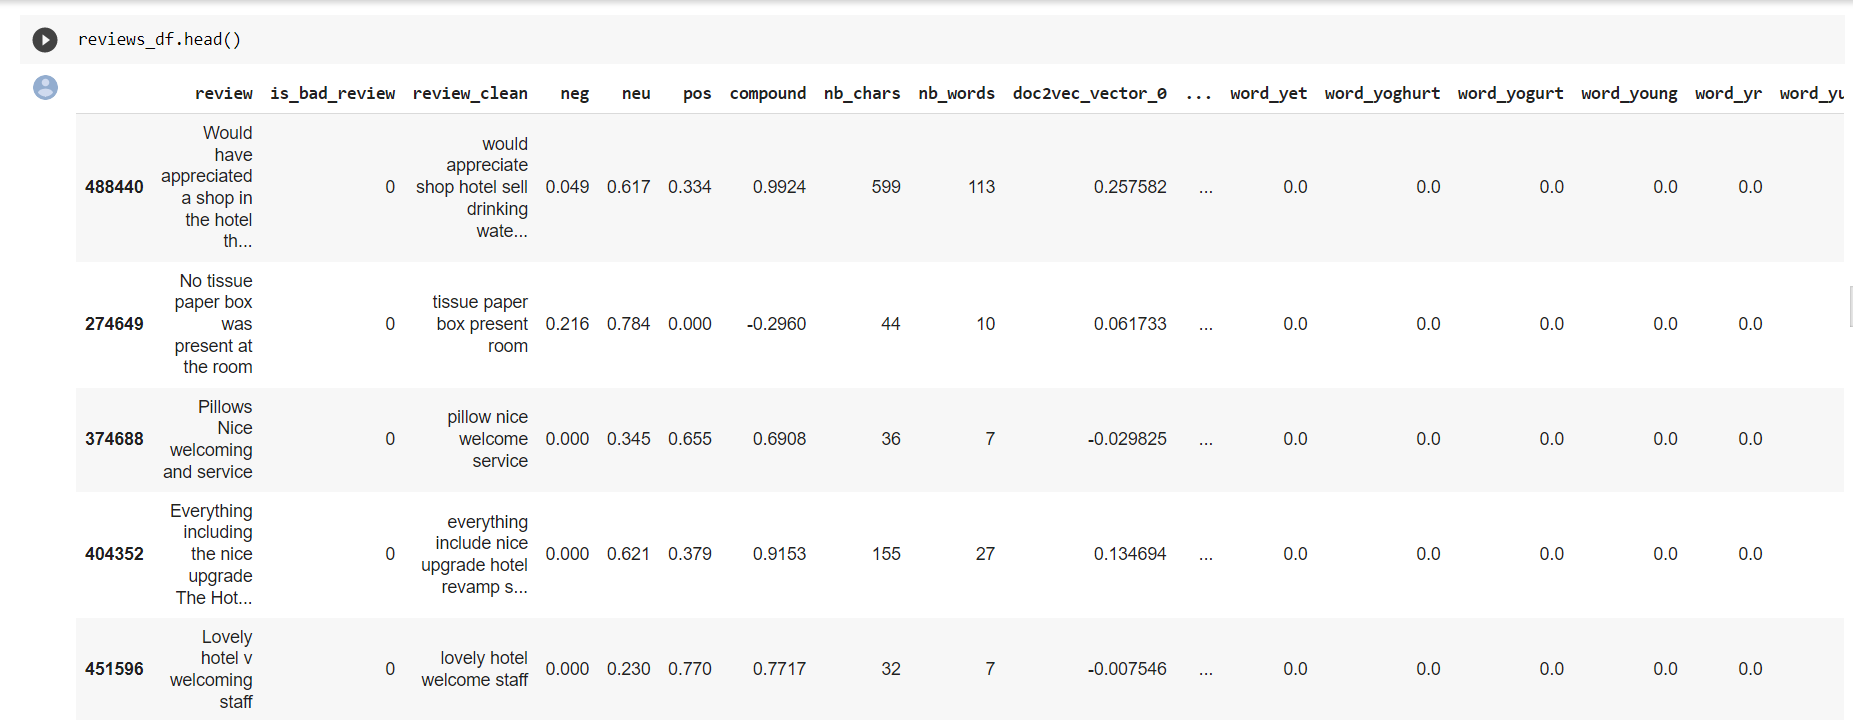 reviews_df.head()
review is_bad_review review_clean neg neu pos compound nb_chars nb_words doc2vec_vector_0 ... word_yet word_yoghurt word_yogurt word_young word_yr word_yu
488440 Would have appreciated a shop in the hotel th... 0 would appreciate shop hotel sell drinking wate... 0.049 0.617 0.334 0.9924 599 113 0.257582 ... 0.0 0.0 0.0 0.0 0.0
274649 No tissue paper box was present at the room 0 tissue paper box present room 0.216 0.784 0.000 -0.2960 44 10 0.061733 ... 0.0 0.0 0.0 0.0 0.0
374688 Pillows Nice welcoming and service 0 pillow nice welcome service 0.000 0.345 0.655 0.6908 36 7 -0.029825 ... 0.0 0.0 0.0 0.0 0.0
404352 Everything including the nice upgrade The Hot... 0 everything include nice upgrade hotel revamp s... 0.000 0.621 0.379 0.9153 155 27 0.134694 ... 0.0 0.0 0.0 0.0 0.0
451596 Lovely hotel v welcoming staff 0 lovely hotel welcome staff 0.000 0.230 0.770 0.7717 32 7 -0.007546 ... 0.0 0.0 0.0 0.0 0.0